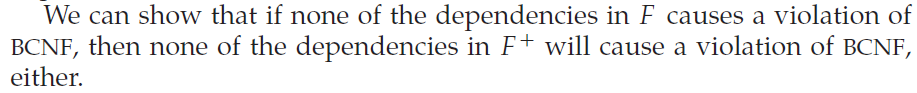 We can show that if none of the dependencies in F causes a violation of
BCNF, then none of the dependencies in F+ will cause a violation of BCNF,
either.